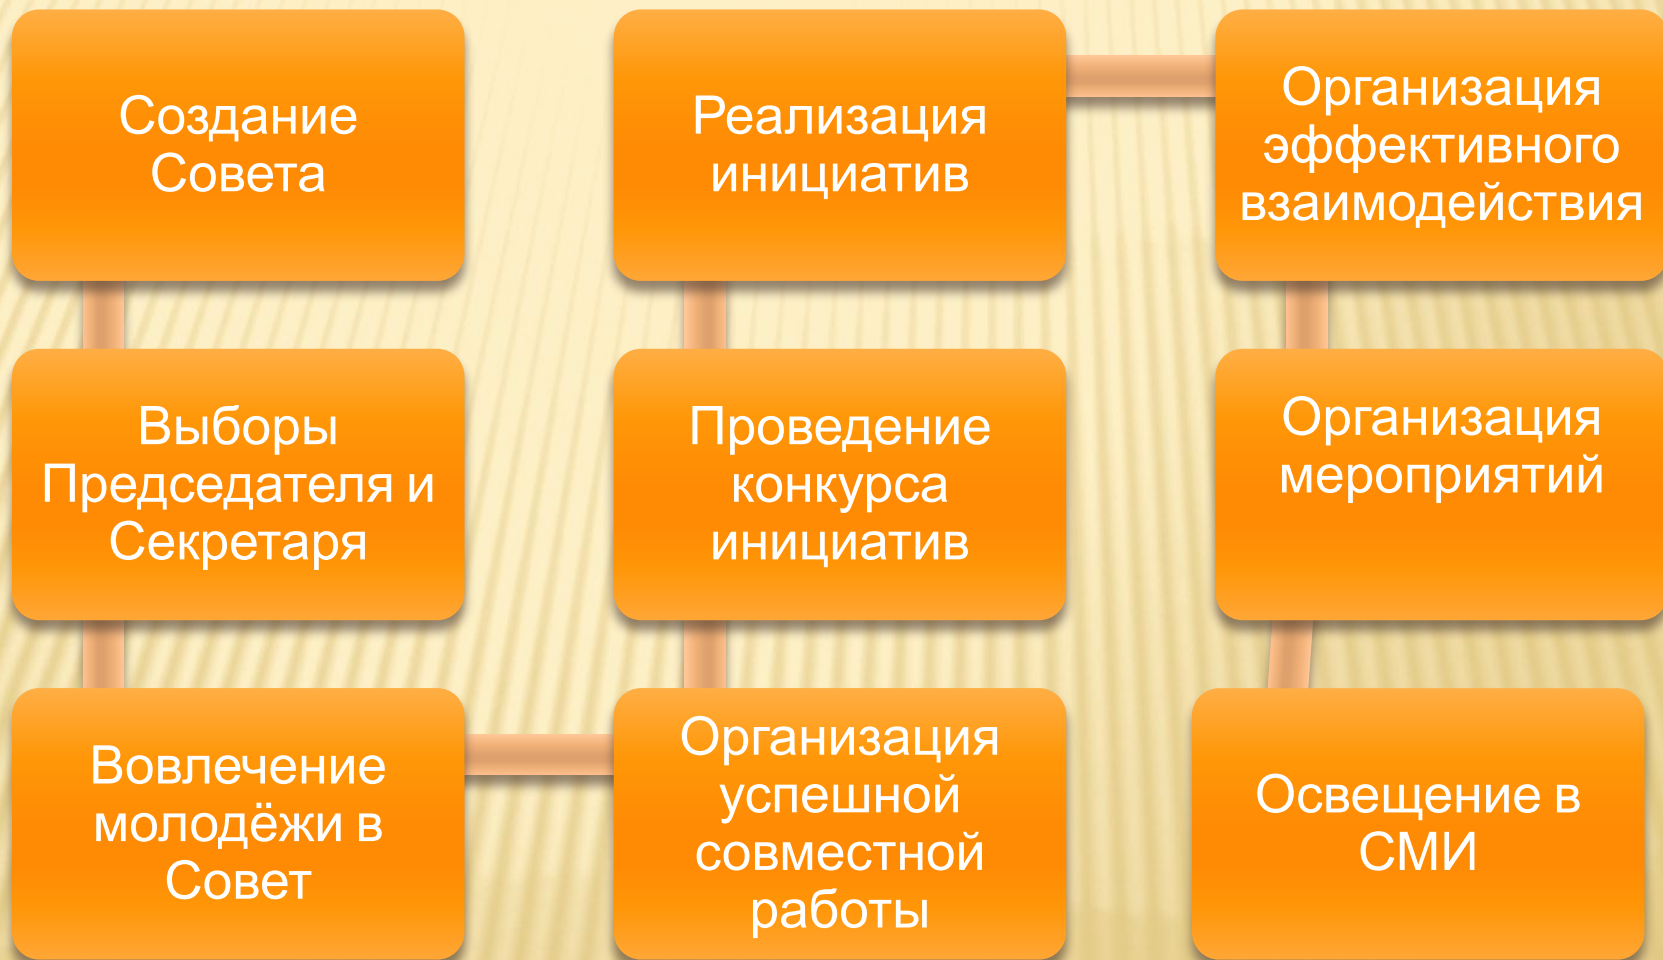 Создание
Совета
Выборы
Председателя и
Секретаря
Вовлечение
молодёжи в
Совет
Организация
успешной
совместной
работы
Проведение
конкурса
инициатив
Реализация
инициатив
Организация
эффективного
взаимодействия
Организация
мероприятий
Освещение в
СМИ